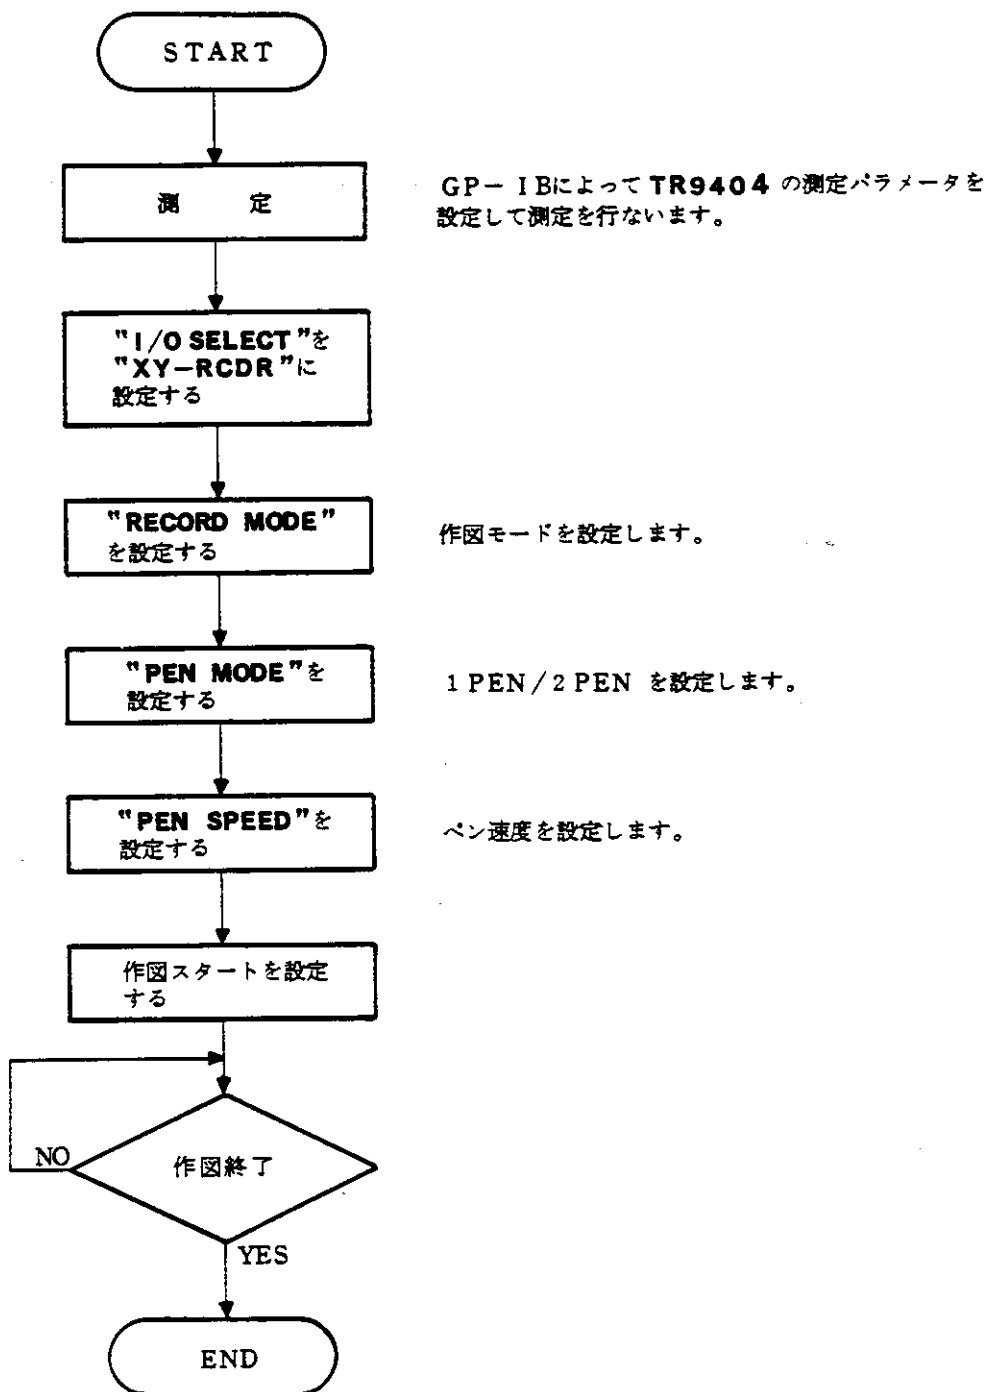 START
測 定
GP-IBによって TR9404 の測定パラメータを
設定して測定を行ないます。
"I/O SELECT"を
"XY-RCDR"に
設定する
"RECORD MODE"
を設定する
作図モードを設定します。
"PEN MODE"を
設定する
1 PEN/2 PEN を設定します。
"PEN SPEED"を
設定する
ペン速度を設定します。
作図スタートを設定
する
NO
作図終了
YES
END